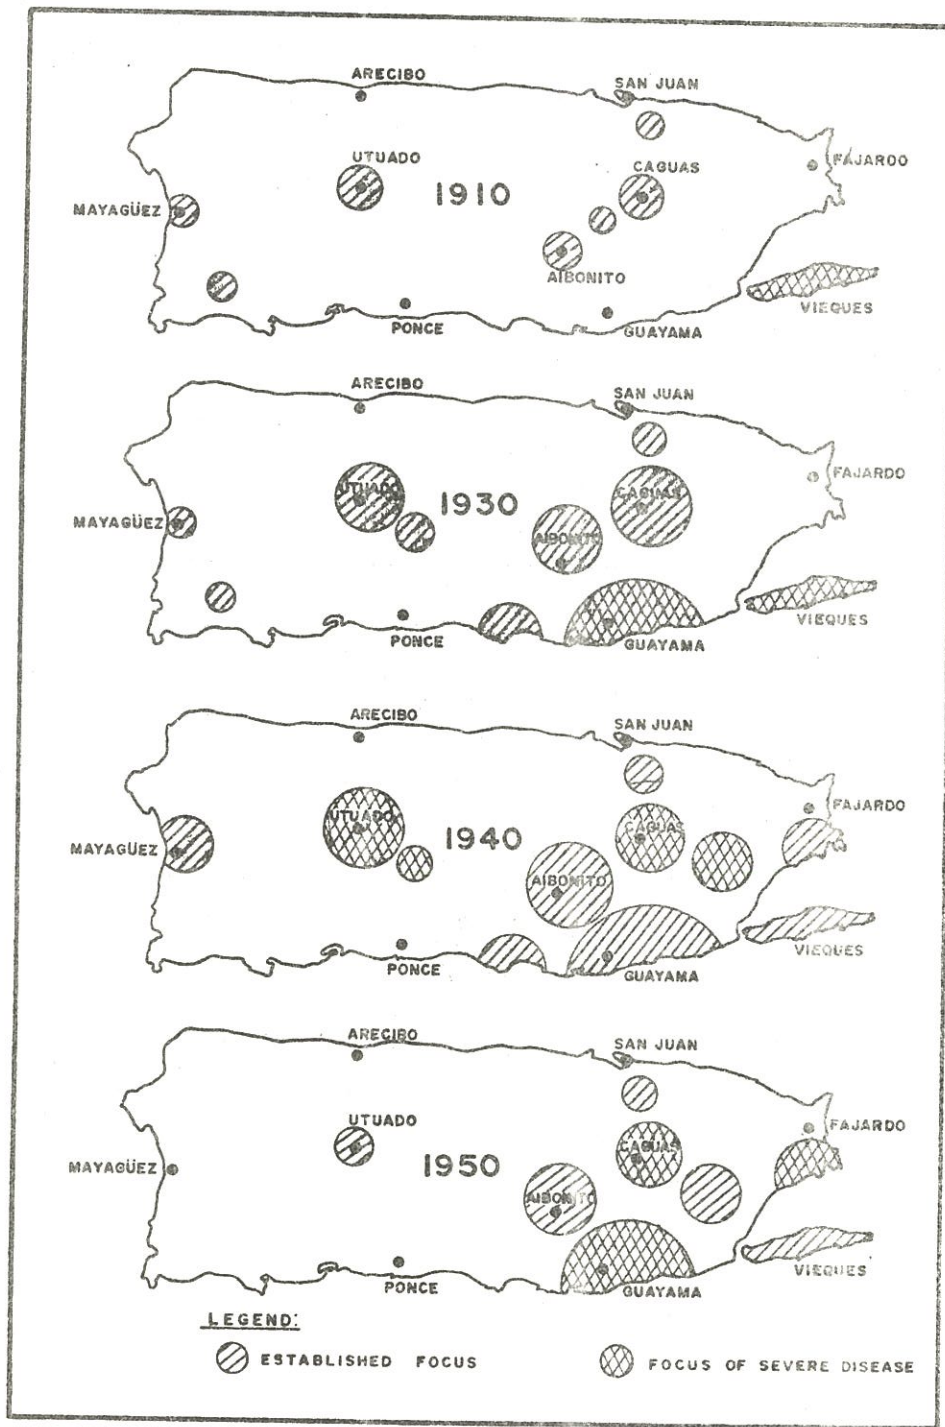 ARECIBO
SAN JUAN
UTUADO
CAGUAS
FAJARDO
MAYAGÜEZ
1910
AIBONITO
VIEQUES
PONCE
GUAYAMA
ARECIBO
SAN JUAN
UTUADO
CAGUAS
FAJARDO
MAYAGÜEZ
1930
AIBONITO
VIEQUES
PONCE
GUAYAMA
ARECIBO
SAN JUAN
UTUADO
CAGUAS
FAJARDO
MAYAGÜEZ
1940
AIBONITO
VIEQUES
PONCE
GUAYAMA
ARECIBO
SAN JUAN
UTUADO
CAGUAS
FAJARDO
MAYAGÜEZ
1950
AIBONITO
VIEQUES
PONCE
GUAYAMA
LEGEND:
ESTABLISHED FOCUS
FOCUS OF SEVERE DISEASE